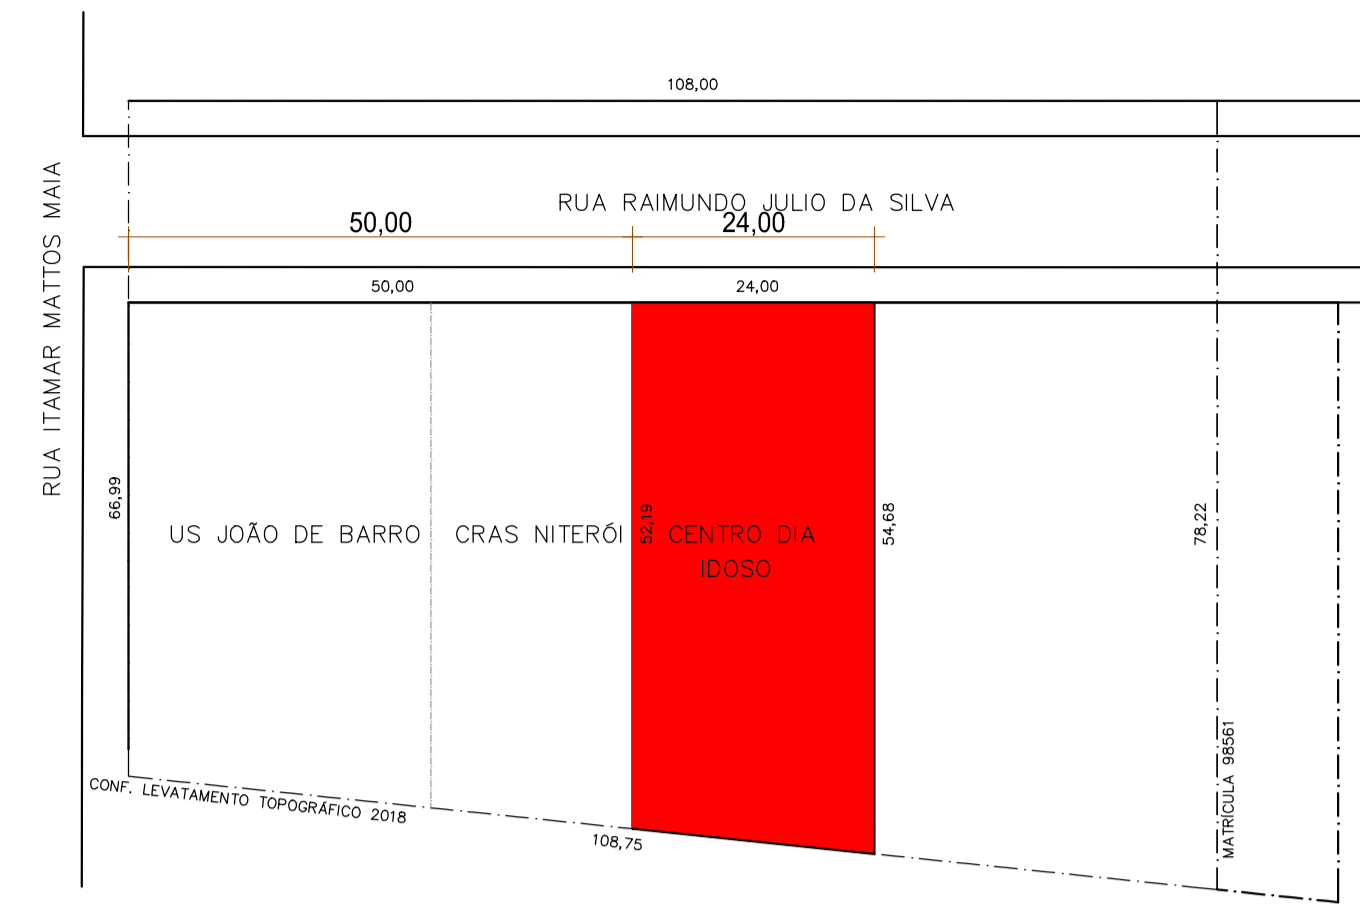 108,00
RUA RAIMUNDO JULIO DA SILVA
50,00
24,00
50,00
24,00
RUA ITAMAR MATTOS MAIA
66,99
US JOÃO DE BARRO
CRAS NITERÓI
52,19
CENTRO DIA
IDOSO
54,68
78,22
MATRÍCULA 98561
CONF. LEVATAMENTO TOPOGRÁFICO 2018
108,75